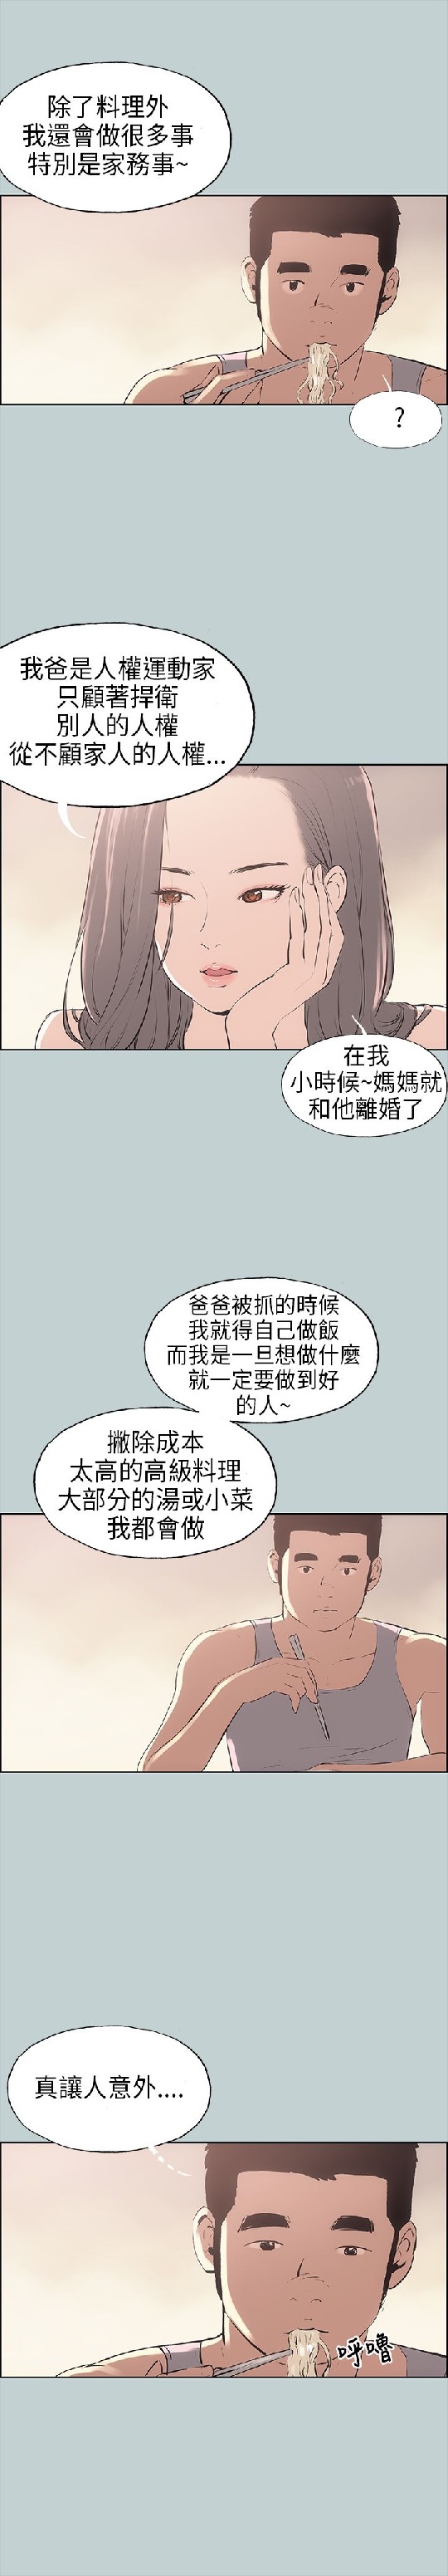 除了料理外
我還會做很多事
特別是家務事~
?
我爸是人權運動家
只顧著捍衛
別人的人權
從不顧家人的人權...
在我
小時候~媽媽就
和他離婚了
爸爸被抓的時候
我就得自己做飯
而我是一旦想做什麼
就一定要做到好
的人~
撇除成本
太高的高級料理
大部分的湯或小菜
我都會做
真讓人意外....
呼嚕